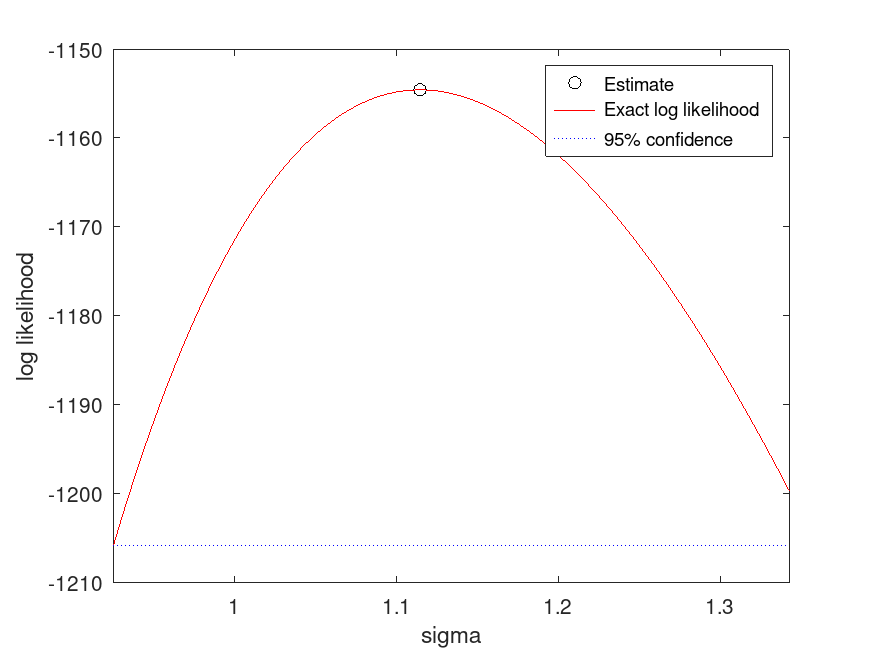 -1150
-1160
-1170
-1180
-1190
-1200
-1210
log likelihood
1
1.1
1.2
1.3
sigma
Estimate
Exact log likelihood
95% confidence